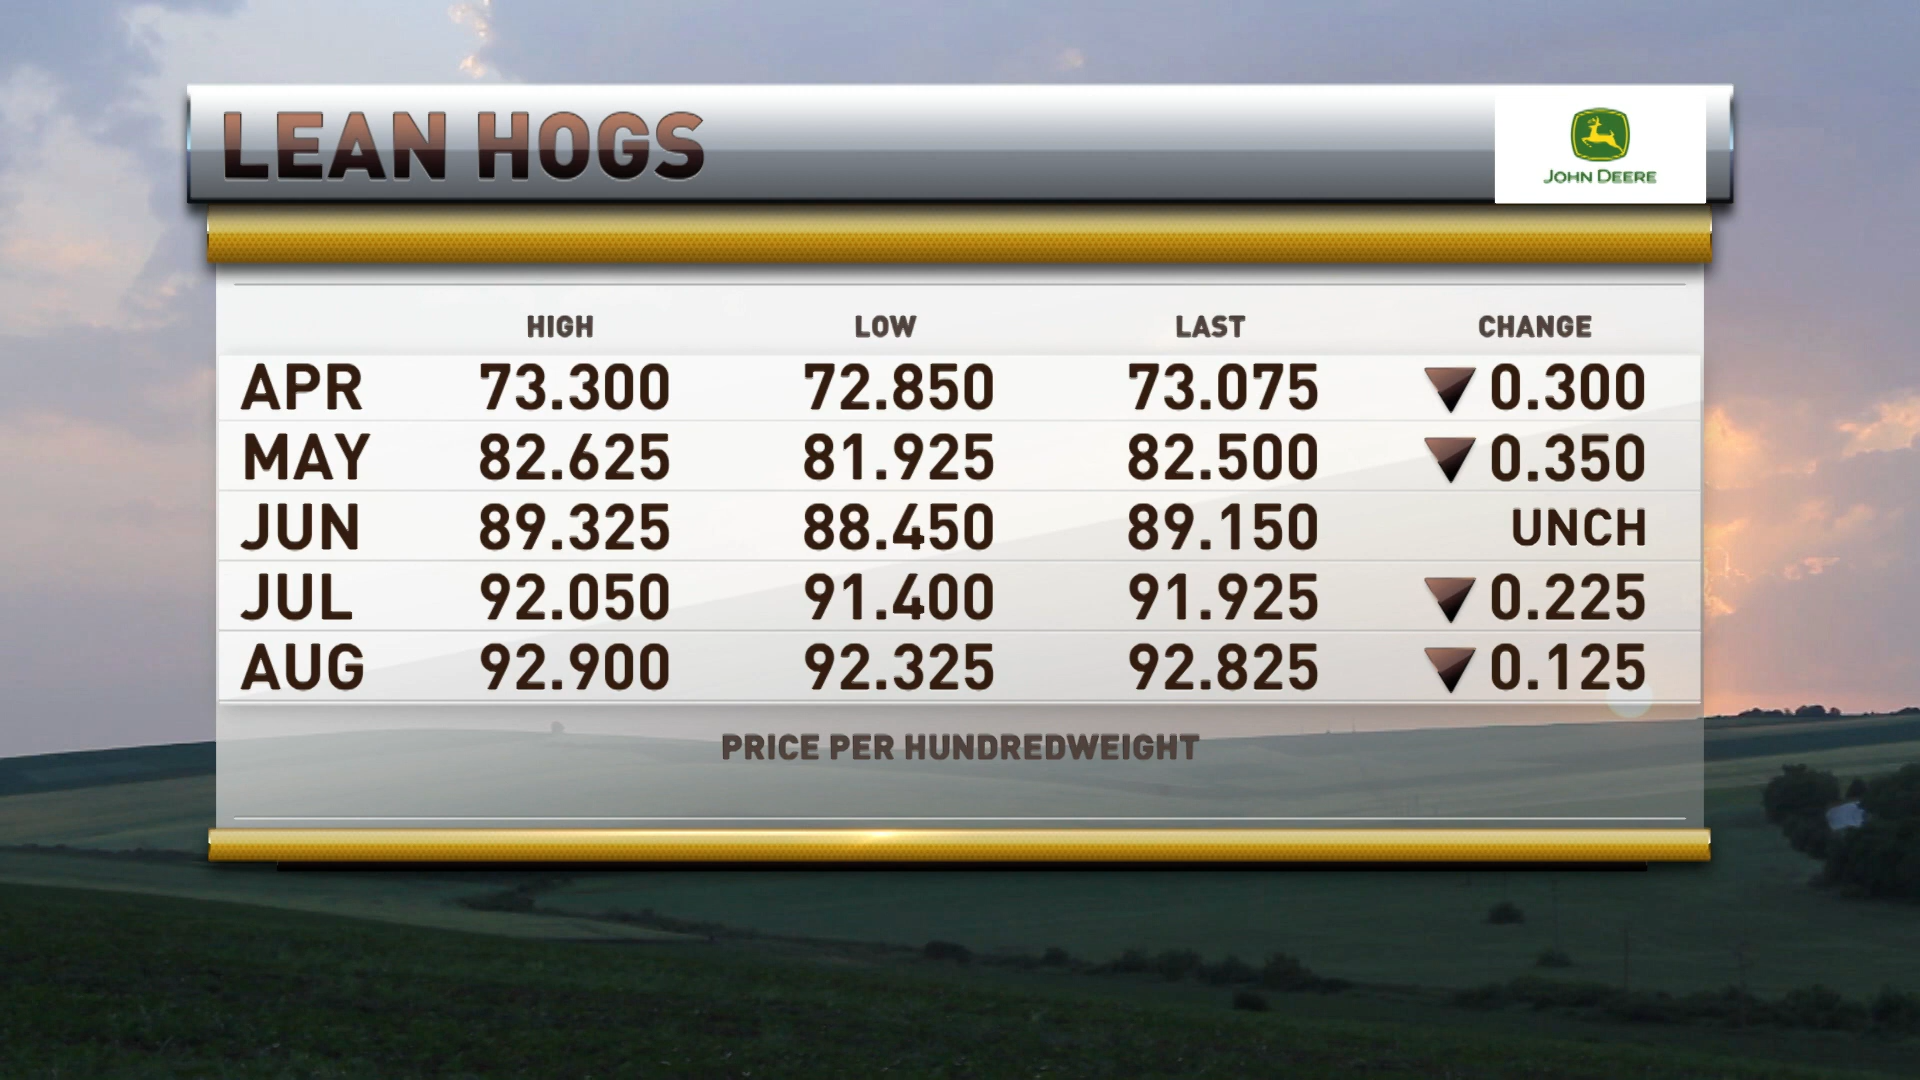 LEAN HOGS
JOHN DEERE
HIGH LOW LAST CHANGE
APR 73.300 72.850 73.075 ▼ 0.300
MAY 82.625 81.925 82.500 ▼ 0.350
JUN 89.325 88.450 89.150 UNCH
JUL 92.050 91.400 91.925 ▼ 0.225
AUG 92.900 92.325 92.825 ▼ 0.125
PRICE PER HUNDREDWEIGHT